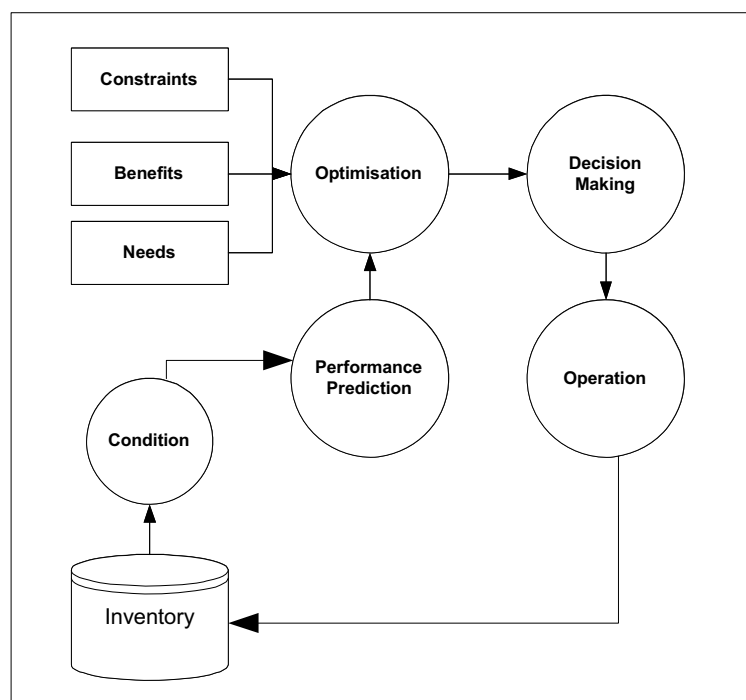 Constraints
Benefits
Needs
Optimisation
Decision
Making
Performance
Prediction
Operation
Condition
Inventory